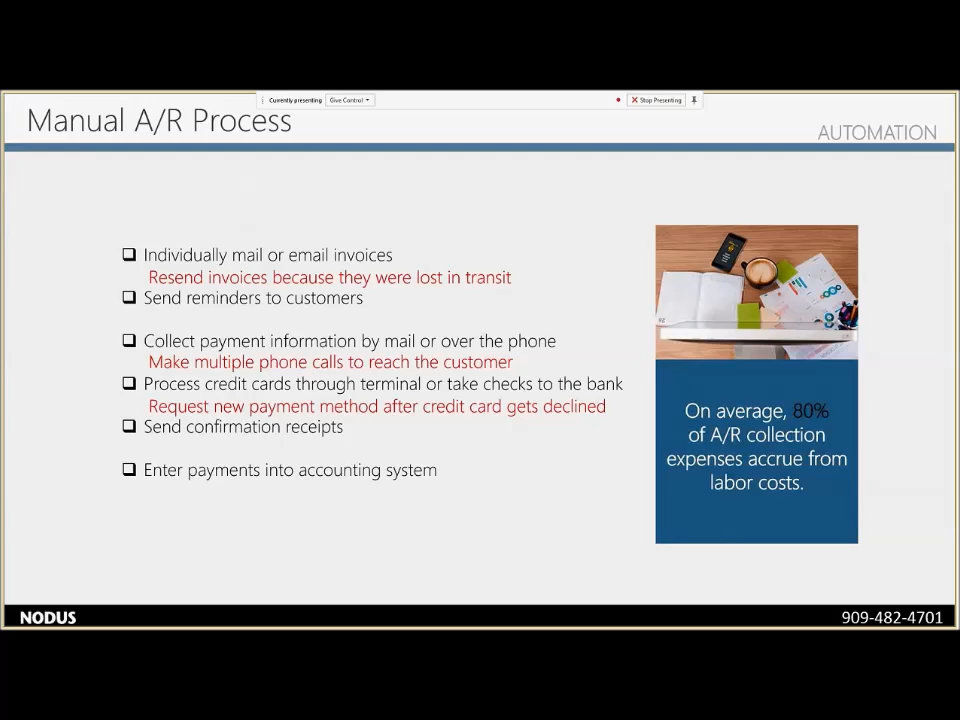 Currently presenting Give Control Stop Presenting
Manual A/R Process
AUTOMATION
Individually mail or email invoices
Resend invoices because they were lost in transit
Send reminders to customers
Collect payment information by mail or over the phone
Make multiple phone calls to reach the customer
Process credit cards through terminal or take checks to the bank
Request new payment method after credit card gets declined
Send confirmation receipts
Enter payments into accounting system
On average, 80%
of A/R collection
expenses accrue from
labor costs.
NODUS
909-482-4701